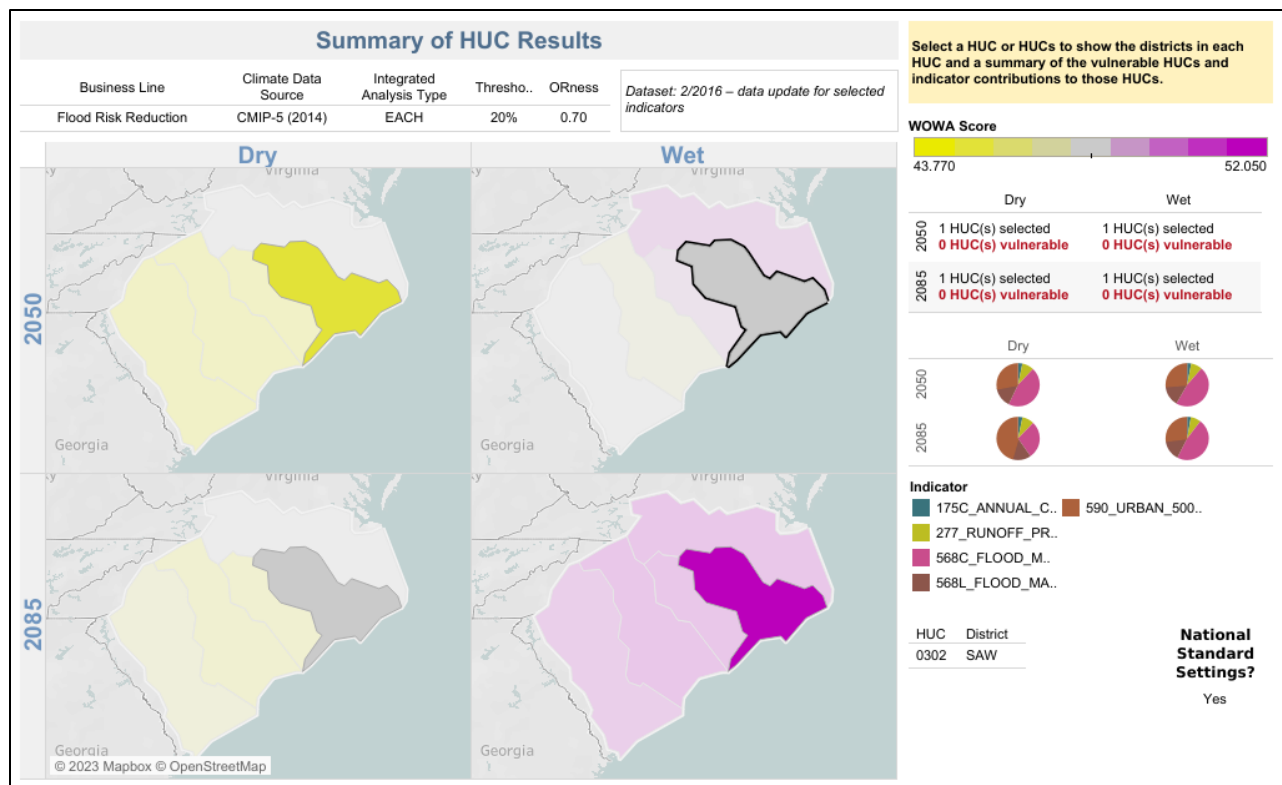 Summary of HUC Results
Business Line
Climate Data
Source
Integrated
Analysis Type
Thresho..
ORness
Flood Risk Reduction
CMIP-5 (2014)
EACH
20%
0.70
Dataset: 2/2016 – data update for selected
indicators
Dry
Wet
2050
Virginia
Georgia
Virginia
2085
Virginia
Georgia
© 2023 Mapbox © OpenStreetMap
Virginia
Select a HUC or HUCs to show the districts in each
HUC and a summary of the vulnerable HUCs and
indicator contributions to those HUCs.
WOWA Score
43.770
52.050
Dry
Wet
2050
1 HUC(s) selected
0 HUC(s) vulnerable
1 HUC(s) selected
0 HUC(s) vulnerable
2085
1 HUC(s) selected
0 HUC(s) vulnerable
1 HUC(s) selected
0 HUC(s) vulnerable
Dry
Wet
2050
2085
Indicator
175C_ANNUAL_C..
590_URBAN_500..
277_RUNOFF_PR..
568C_FLOOD_M..
568L_FLOOD_MA..
HUC
District
0302
SAW
National
Standard
Settings?
Yes